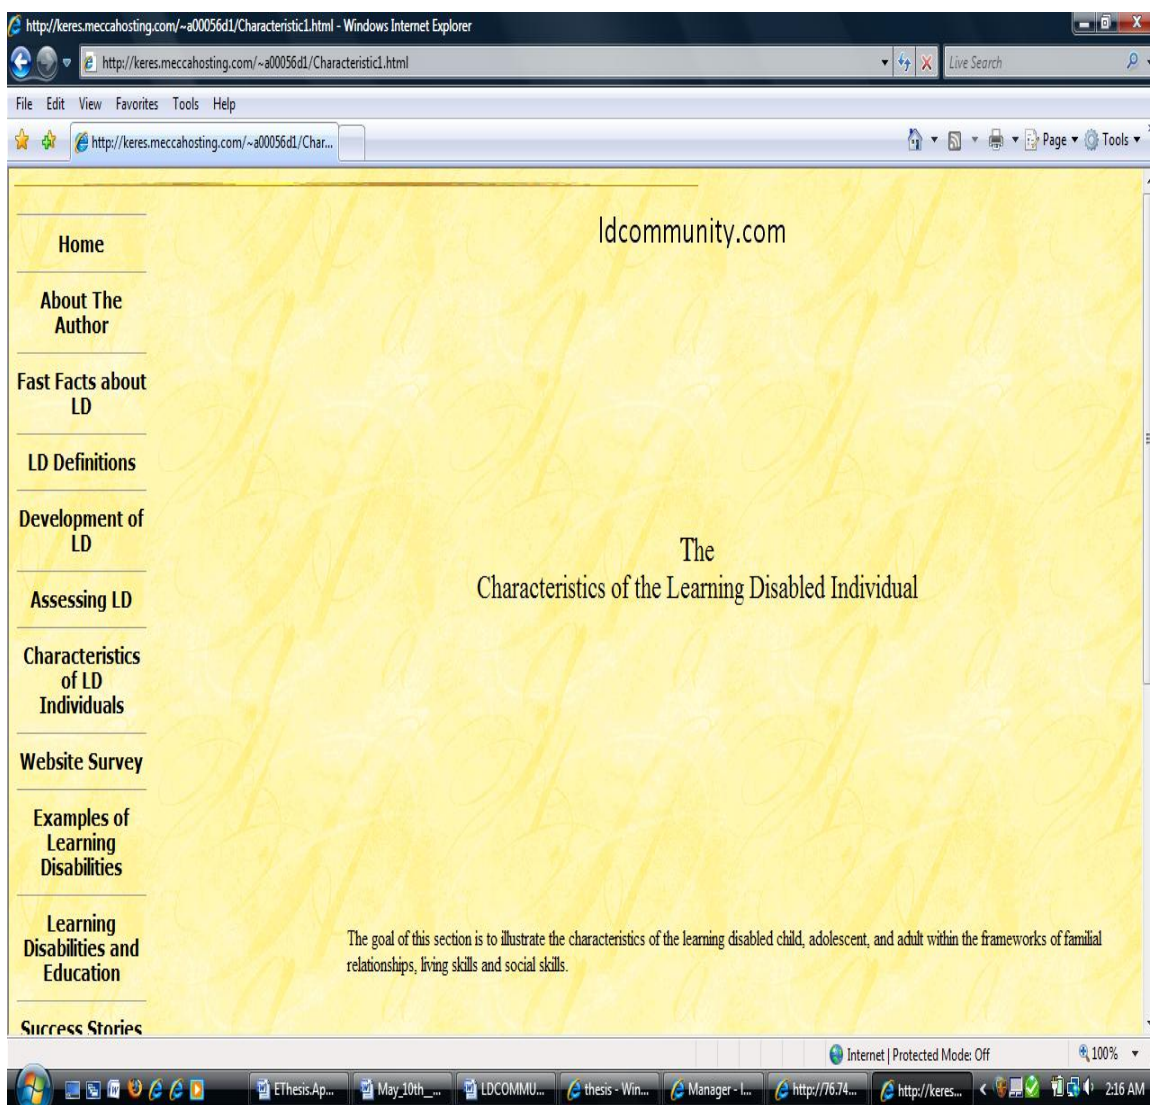 http://keres.meccahosting.com/~a00056d1/Characteristic1.html - Windows Internet Explorer
http://keres.meccahosting.com/~a00056d1/Characteristic1.html
Live Search
File Edit View Favorites Tools Help
http://keres.meccahosting.com/~a00056d1/Char...
Page Tools
ldcommunity.com
Home
About The
Author
Fast Facts about
LD
LD Definitions
Development of
LD
Assessing LD
Characteristics
of LD
Individuals
Website Survey
Examples of
Learning
Disabilities
Learning
Disabilities and
Education
Success Stories
The
Characteristics of the Learning Disabled Individual
The goal of this section is to illustrate the characteristics of the learning disabled child, adolescent, and adult within the frameworks of familial
relationships, living skills and social skills.
Internet | Protected Mode: Off
100%
EThesis.Ap... May_10th__... LDCOMMU... thesis - Win... Manager - I... http://76.74... http://keres... 2:16 AM